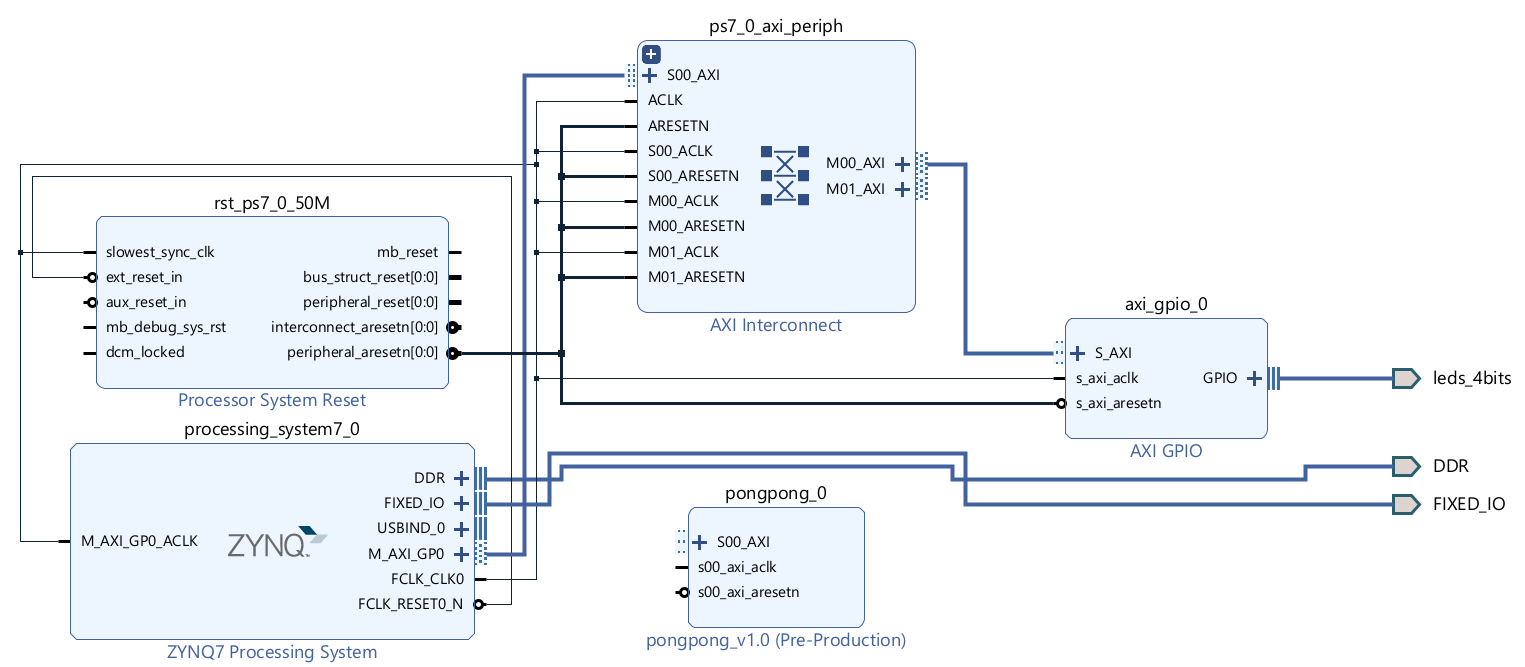 ps7_0_axi_periph
S00_AXI
ACLK
ARESETN
S00_ACLK
S00_ARESETN
M00_ACLK
M00_ARESETN
M01_ACLK
M01_ARESETN
M00_AXI
M01_AXI
AXI Interconnect
rst_ps7_0_50M
slowest_sync_clk
ext_reset_in
aux_reset_in
mb_debug_sys_rst
dcm_locked
mb_reset
bus_struct_reset[0:0]
peripheral_reset[0:0]
interconnect_aresetn[0:0]
peripheral_aresetn[0:0]
Processor System Reset
axi_gpio_0
S_AXI
s_axi_aclk
s_axi_aresetn
GPIO
AXI GPIO
leds_4bits
DDR
FIXED_IO
processing_system7_0
M_AXI_GP0_ACLK
ZYNQ
DDR
FIXED_IO
USBIND_0
M_AXI_GP0
FCLK_CLK0
FCLK_RESET0_N
ZYNQ7 Processing System
pongpong_0
S00_AXI
s00_axi_aclk
s00_axi_aresetn
pongpong_v1.0 (Pre-Production)